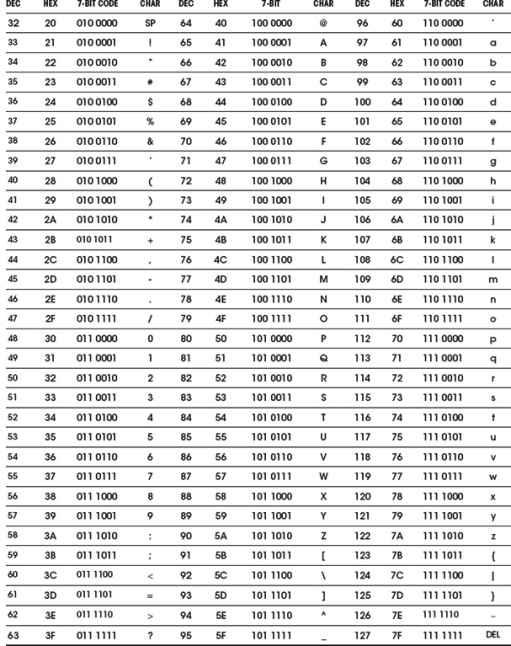 DEC HEX 7-BIT CODE CHAR DEC HEX 7-BIT CHAR DEC HEX 7-BIT CODE CHAR
32 20 010 0000 SP 64 40 100 0000 @ 96 60 110 0000 `
33 21 010 0001 ! 65 41 100 0001 A 97 61 110 0001 a
34 22 010 0010 " 66 42 100 0010 B 98 62 110 0010 b
35 23 010 0011 # 67 43 100 0011 C 99 63 110 0011 c
36 24 010 0100 $ 68 44 100 0100 D 100 64 110 0100 d
37 25 010 0101 % 69 45 100 0101 E 101 65 110 0101 e
38 26 010 0110 & 70 46 100 0110 F 102 66 110 0110 f
39 27 010 0111 ' 71 47 100 0111 G 103 67 110 0111 g
40 28 010 1000 ( 72 48 100 1000 H 104 68 110 1000 h
41 29 010 1001 ) 73 49 100 1001 I 105 69 110 1001 i
42 2A 010 1010 * 74 4A 100 1010 J 106 6A 110 1010 j
43 2B 010 1011 + 75 4B 100 1011 K 107 6B 110 1011 k
44 2C 010 1100 , 76 4C 100 1100 L 108 6C 110 1100 l
45 2D 010 1101 - 77 4D 100 1101 M 109 6D 110 1101 m
46 2E 010 1110 . 78 4E 100 1110 N 110 6E 110 1110 n
47 2F 010 1111 / 79 4F 100 1111 O 111 6F 110 1111 o
48 30 011 0000 0 80 50 101 0000 P 112 70 111 0000 p
49 31 011 0001 1 81 51 101 0001 Q 113 71 111 0001 q
50 32 011 0010 2 82 52 101 0010 R 114 72 111 0010 r
51 33 011 0011 3 83 53 101 0011 S 115 73 111 0011 s
52 34 011 0100 4 84 54 101 0100 T 116 74 111 0100 t
53 35 011 0101 5 85 55 101 0101 U 117 75 111 0101 u
54 36 011 0110 6 86 56 101 0110 V 118 76 111 0110 v
55 37 011 0111 7 87 57 101 0111 W 119 77 111 0111 w
56 38 011 1000 8 88 58 101 1000 X 120 78 111 1000 x
57 39 011 1001 9 89 59 101 1001 Y 121 79 111 1001 y
58 3A 011 1010 : 90 5A 101 1010 Z 122 7A 111 1010 z
59 3B 011 1011 ; 91 5B 101 1011 [ 123 7B 111 1011 {
60 3C 011 1100 < 92 5C 101 1100 \ 124 7C 111 1100 |
61 3D 011 1101 = 93 5D 101 1101 ] 125 7D 111 1101 }
62 3E 011 1110 > 94 5E 101 1110 ^ 126 7E 111 1110 ~
63 3F 011 1111 ? 95 5F 101 1111 _ 127 7F 111 1111 DEL